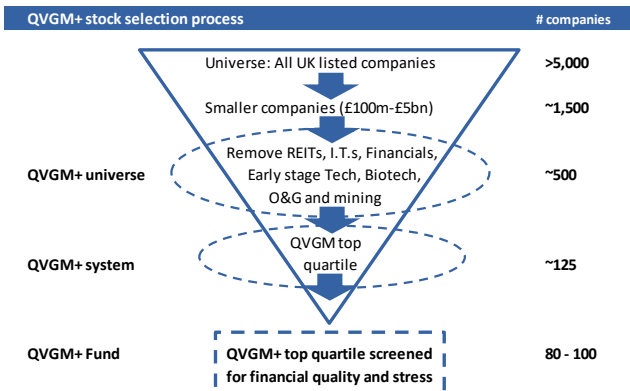 QVGM+ stock selection process # companies
Universe: All UK listed companies >5,000
Smaller companies (£100m-£5bn) ~1,500
Remove REITs, I.T.s, Financials,
QVGM+ universe Early stage Tech, Biotech, ~500
O&G and mining
QVGM top
QVGM+ system quartile ~125
QVGM+ Fund QVGM+ top quartile screened 80 - 100
for financial quality and stress